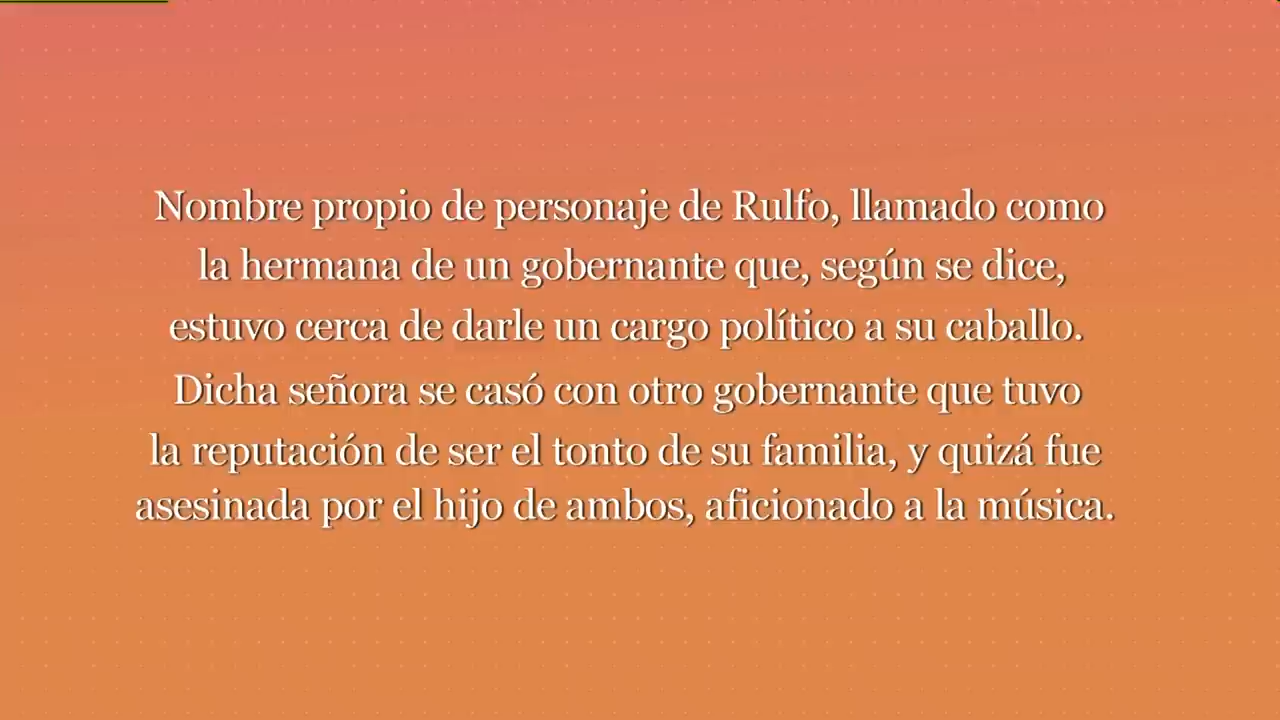 Nombre propio de personaje de Rulfo, llamado como
la hermana de un gobernante que, según se dice,
estuvo cerca de darle un cargo político a su caballo.
Dicha señora se casó con otro gobernante que tuvo
la reputación de ser el tonto de su familia, y quizá fue
asesinada por el hijo de ambos, aficionado a la música.